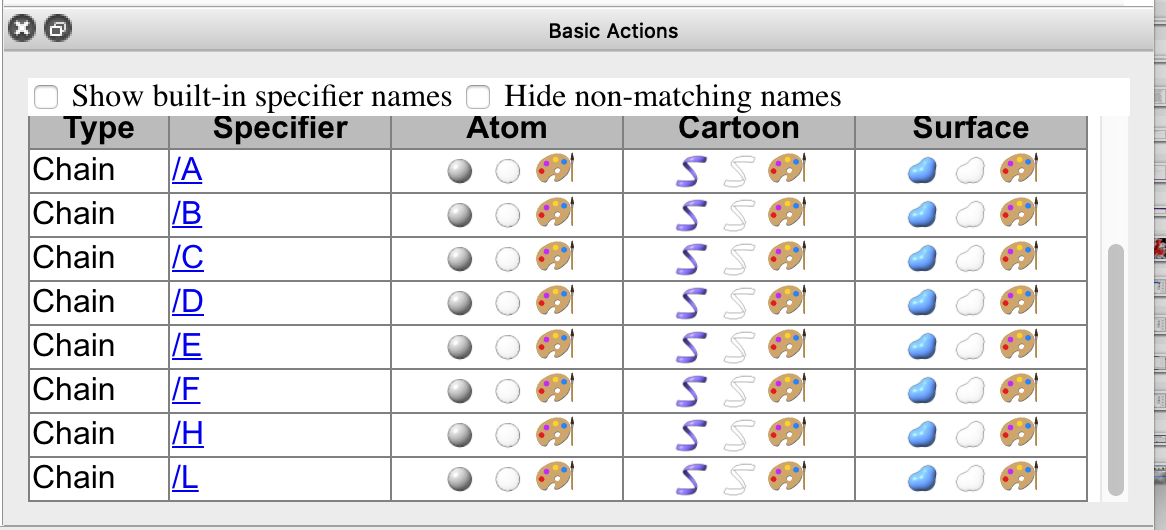 Basic Actions
Show built-in specifier names Hide non-matching names
Type Specifier Atom Cartoon Surface
Chain /A
Chain /B
Chain /C
Chain /D
Chain /E
Chain /F
Chain /H
Chain /L